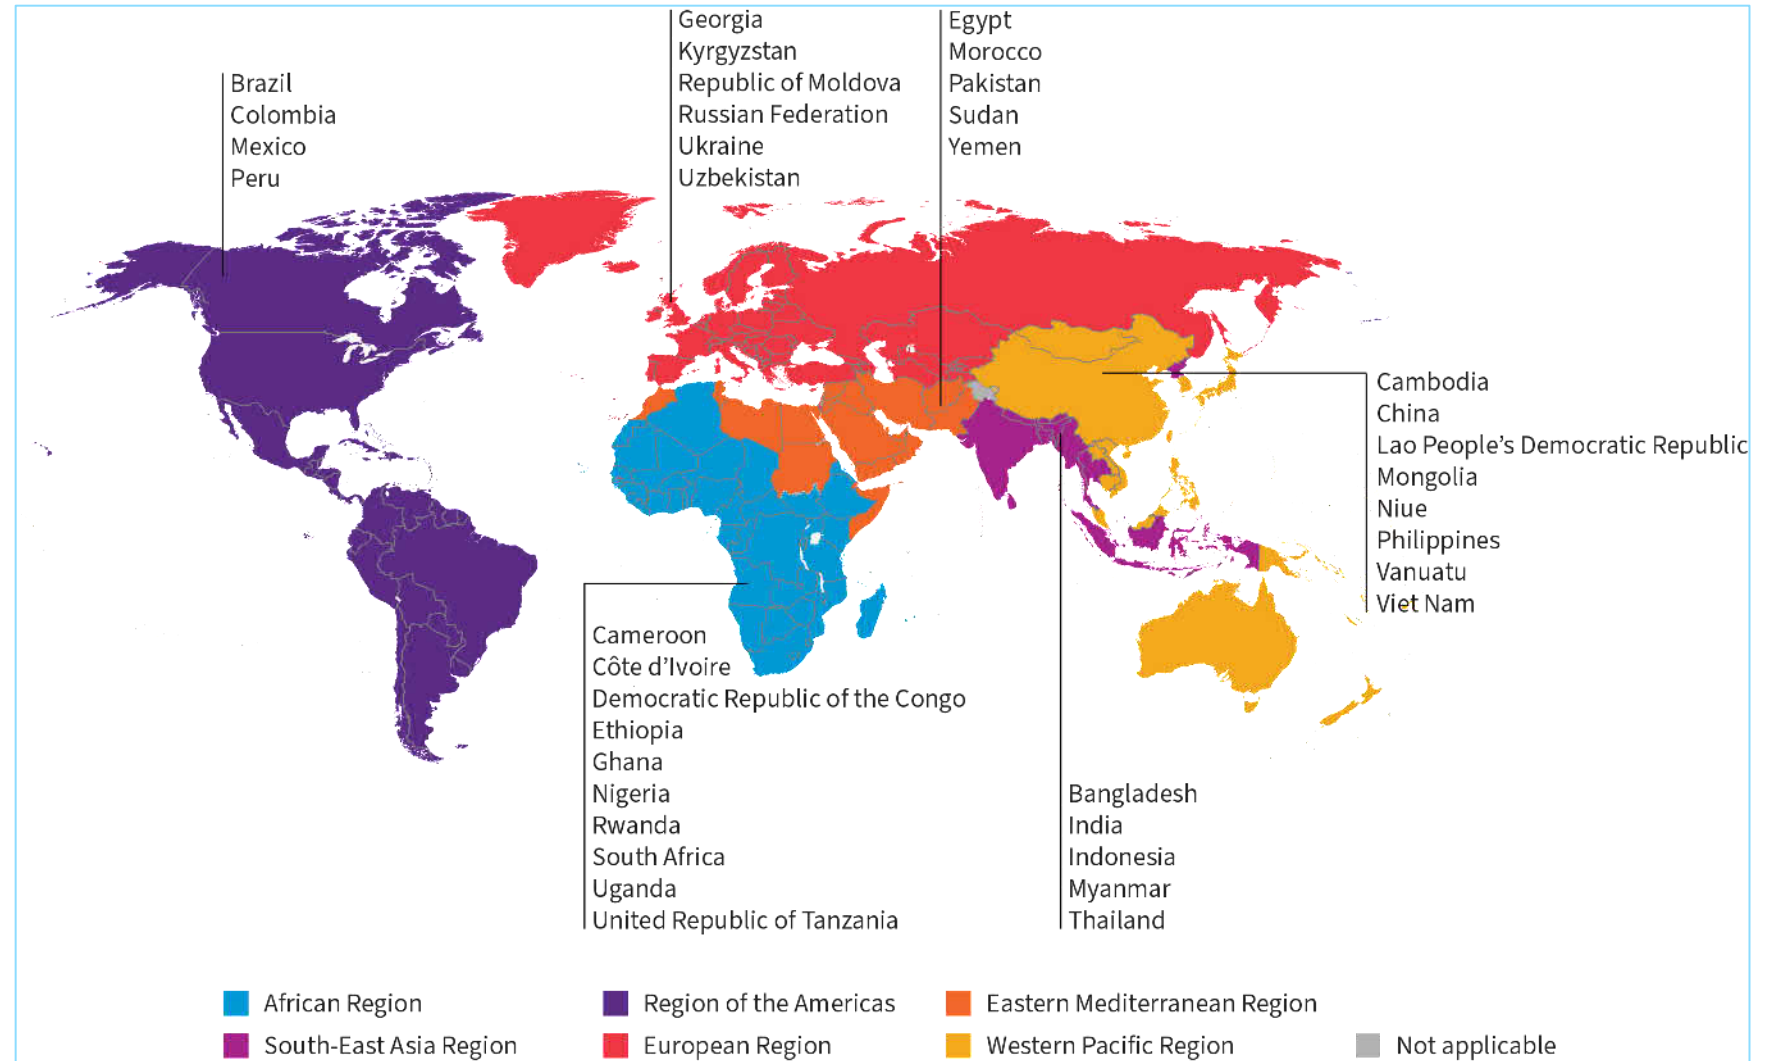 Georgia
Kyrgyzstan
Republic of Moldova
Russian Federation
Ukraine
Uzbekistan
Egypt
Morocco
Pakistan
Sudan
Yemen
Brazil
Colombia
Mexico
Peru
Cambodia
China
Lao People’s Democratic Republic
Mongolia
Niue
Philippines
Vanuatu
Viet Nam
Cameroon
Côte d’Ivoire
Democratic Republic of the Congo
Ethiopia
Ghana
Nigeria
Rwanda
South Africa
Uganda
United Republic of Tanzania
Bangladesh
India
Indonesia
Myanmar
Thailand
African Region
Region of the Americas
Eastern Mediterranean Region
South-East Asia Region
European Region
Western Pacific Region
Not applicable